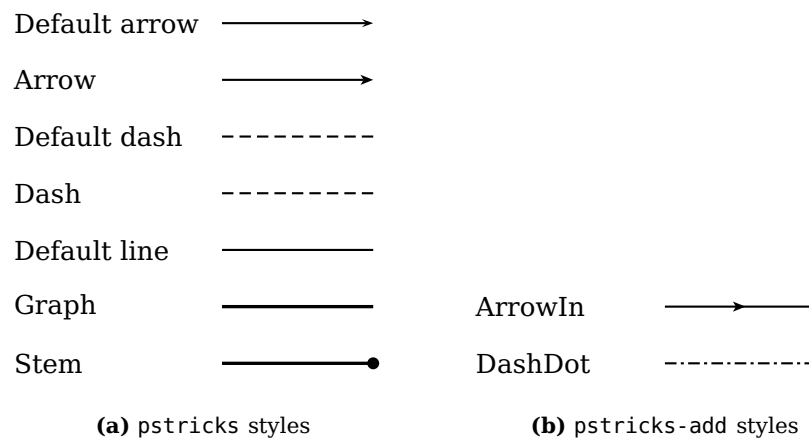 Default arrow
Arrow
Default dash
Dash
Default line
Graph
Stem
(a) pstricks styles
ArrowIn
DashDot
(b) pstricks-add styles